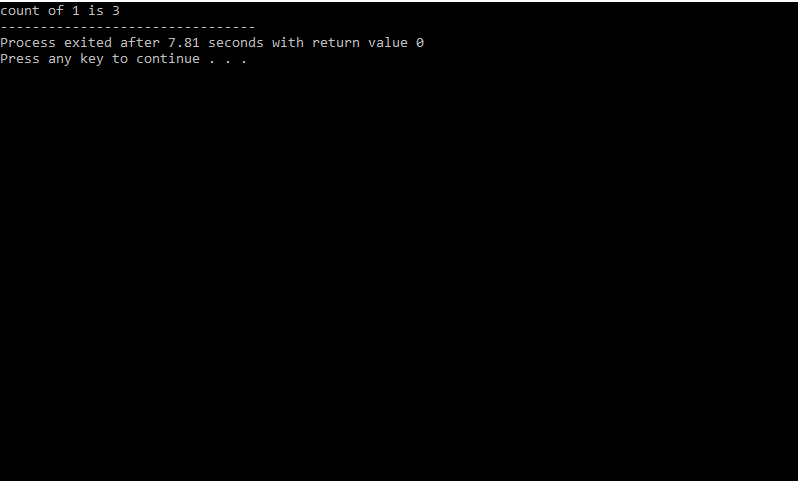 count of 1 is 3
--------------------------------
Process exited after 7.81 seconds with return value 0
Press any key to continue . . .